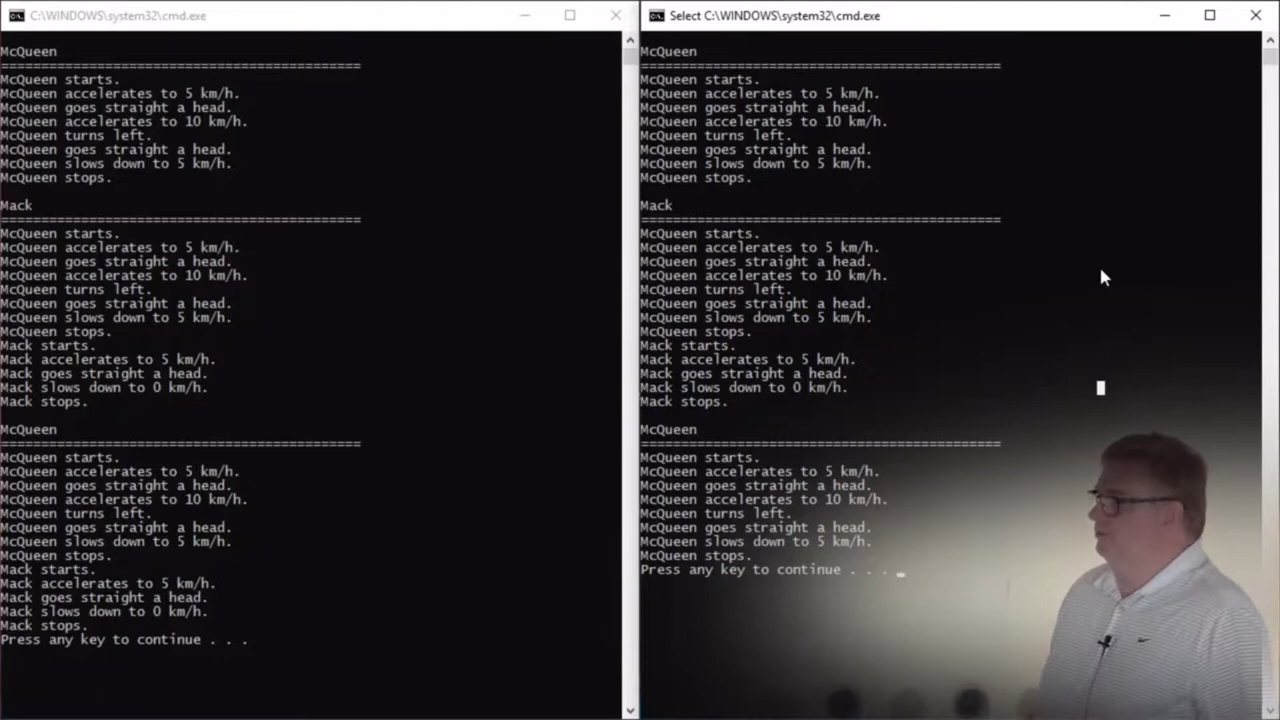 C:\WINDOWS\system32\cmd.exe
McQueen
=============================================
McQueen starts.
McQueen accelerates to 5 km/h.
McQueen goes straight a head.
McQueen accelerates to 10 km/h.
McQueen turns left.
McQueen goes straight a head.
McQueen slows down to 5 km/h.
McQueen stops.
Mack
=============================================
McQueen starts.
McQueen accelerates to 5 km/h.
McQueen goes straight a head.
McQueen accelerates to 10 km/h.
McQueen turns left.
McQueen goes straight a head.
McQueen slows down to 5 km/h.
McQueen stops.
Mack starts.
Mack accelerates to 5 km/h.
Mack goes straight a head.
Mack slows down to 0 km/h.
Mack stops.
McQueen
=============================================
McQueen starts.
McQueen accelerates to 5 km/h.
McQueen goes straight a head.
McQueen accelerates to 10 km/h.
McQueen turns left.
McQueen goes straight a head.
McQueen slows down to 5 km/h.
McQueen stops.
Mack starts.
Mack accelerates to 5 km/h.
Mack goes straight a head.
Mack slows down to 0 km/h.
Mack stops.
Press any key to continue . . .
Select C:\WINDOWS\system32\cmd.exe
McQueen
=============================================
McQueen starts.
McQueen accelerates to 5 km/h.
McQueen goes straight a head.
McQueen accelerates to 10 km/h.
McQueen turns left.
McQueen goes straight a head.
McQueen slows down to 5 km/h.
McQueen stops.
Mack
=============================================
McQueen starts.
McQueen accelerates to 5 km/h.
McQueen goes straight a head.
McQueen accelerates to 10 km/h.
McQueen turns left.
McQueen goes straight a head.
McQueen slows down to 5 km/h.
McQueen stops.
Mack starts.
Mack accelerates to 5 km/h.
Mack goes straight a head.
Mack slows down to 0 km/h.
Mack stops.
McQueen
=============================================
McQueen starts.
McQueen accelerates to 5 km/h.
McQueen goes straight a head.
McQueen accelerates to 10 km/h.
McQueen turns left.
McQueen goes straight a head.
McQueen slows down to 5 km/h.
McQueen stops.
Press any key to continue . . . _